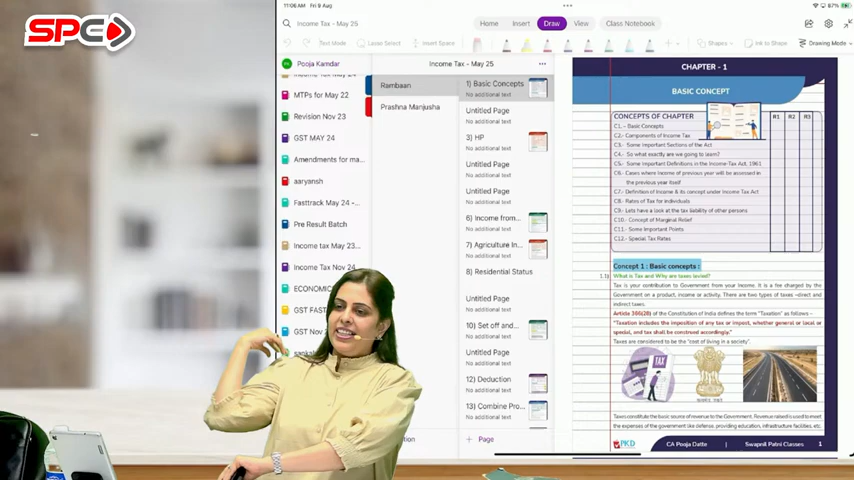 SPC
11:06 AM Fri 9 Aug
87%
Income Tax - May 25
Home Insert Draw View Class Notebook
Text Mode Lasso Select Insert Space Shapes Ink to Shape Drawing Mode
Pooja Kamdar
Income tax May 24
MTPs for May 22
Revision Nov 23
GST MAY 24
Amendments for ma...
aaryansh
Fasttrack May 24 -...
Pre Result Batch
Income tax May 23...
Income Tax Nov 24
ECONOMIC
GST FAST
GST Nov
Income Tax - May 25
Rambaan
Prashna Manjusha
1) Basic Concepts
No additional text
Untitled Page
No additional text
3) HP
No additional text
Untitled Page
No additional text
Untitled Page
No additional text
6) Income from...
No additional text
7) Agriculture In...
No additional text
8) Residential Status
Untitled Page
No additional text
10) Set off and...
No additional text
Untitled Page
No additional text
12) Deduction
No additional text
13) Combine Pro...
No additional text
+ Page
CHAPTER - 1
BASIC CONCEPT
CONCEPTS OF CHAPTER R1 R2 R3
C1.- Basic Concepts
C2.- Components of Income Tax
C3.- Some Important Sections of the Act
C4.- So what exactly are we going to learn?
C5.- Some Important Definitions in the Income-Tax Act, 1961
C6. Cases where income of previous year will be assessed in
the previous year itself
C7.- Definition of Income & its concept under Income Tax Act
C8.- Rates of Tax for individuals
C9.- Lets have a look at the tax liability of other persons
C10.- Concept of Marginal Relief
C11.- Some Important Points
C12.- Special Tax Rates
Concept 1 : Basic concepts :
1.1) What is Tax and Why are taxes levied?
Tax is your contribution to Government from your income. It is a fee charged by the
Government on a product, income or activity. There are two types of taxes -direct and
indirect taxes.
Article 366(28) of the Constitution of India defines the term "Taxation" as follows –
"Taxation includes the imposition of any tax or impost, whether general or local or
special, and tax shall be construed accordingly."
Taxes are considered to be the "cost of living in a society".
TAX
Taxes constitute the basic source of revenue to the Government. Revenue raised is used to meet
the expenses of the government like defense, providing education, infrastructure facilities, etc.
PKD CA Pooja Datte | Swapnil Patni Classes 1